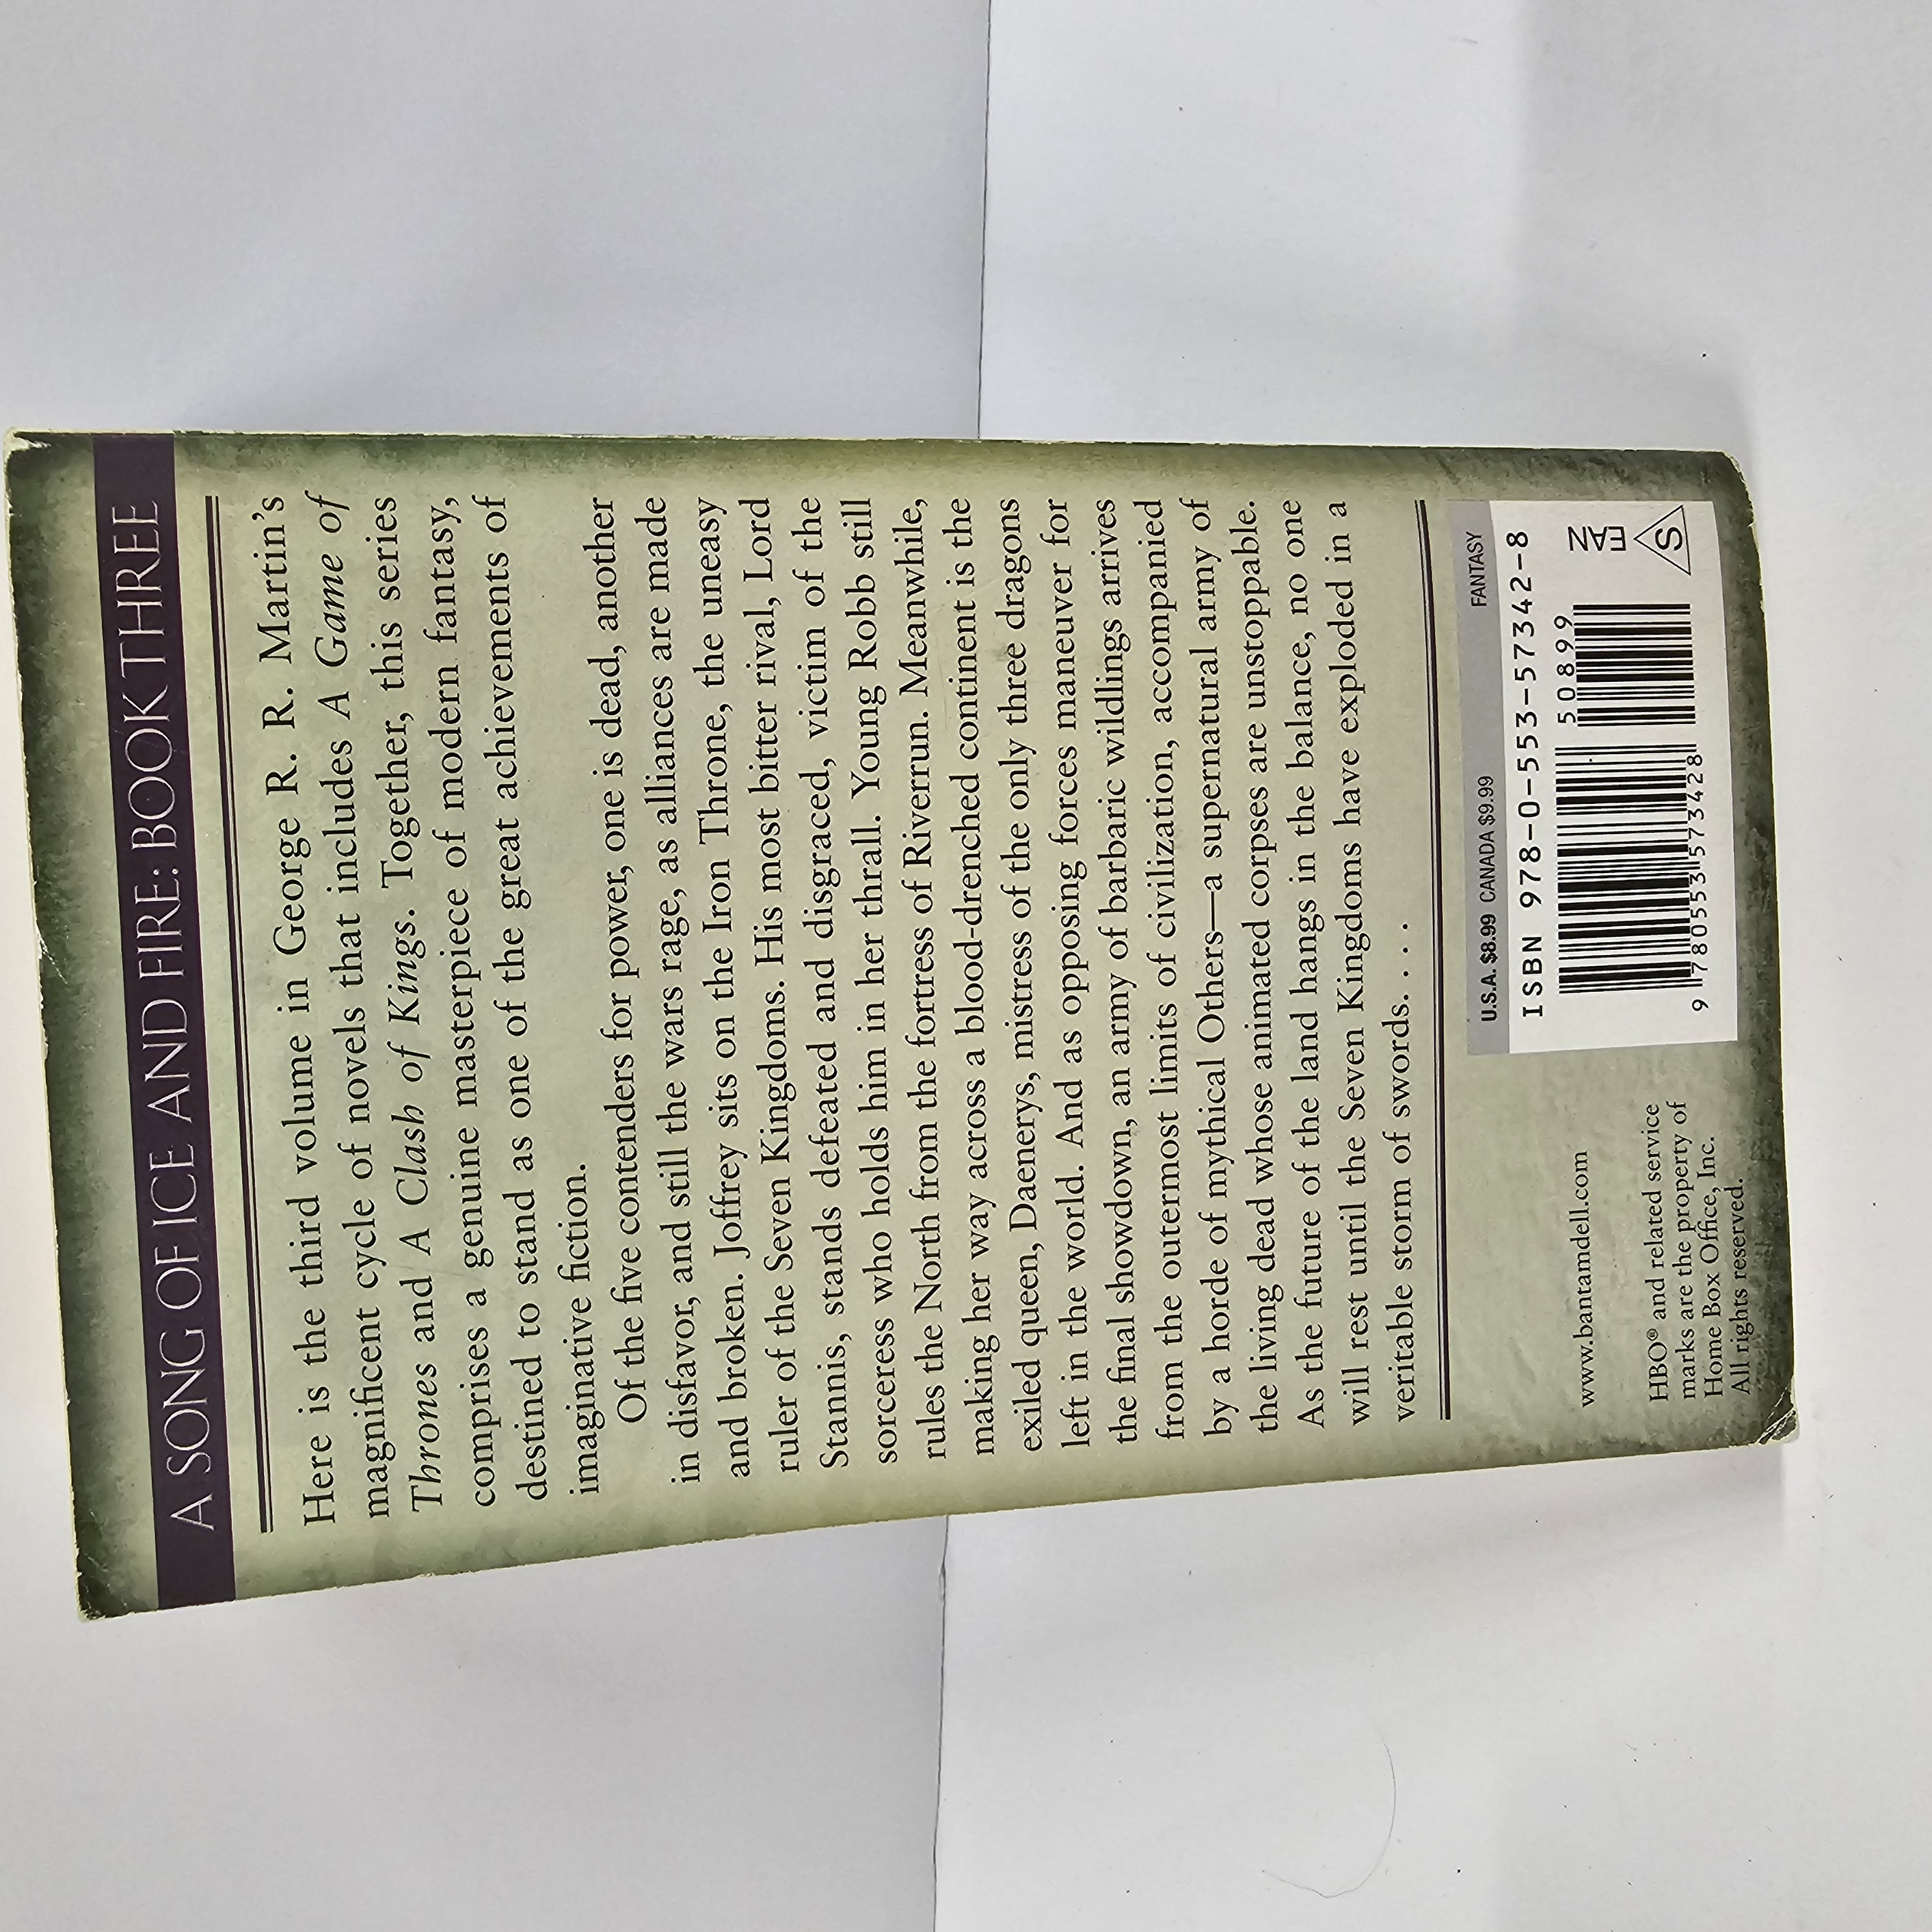 A SONG OF ICE AND FIRE: BOOK THREE
Here is the third volume in George R. R. Martin's
magnificent cycle of novels that includes A Game of
Thrones and A Clash of Kings. Together, this series
comprises a genuine masterpiece of modern fantasy,
destined to stand as one of the great achievements of
imaginative fiction.
Of the five contenders for power, one is dead, another
in disfavor, and still the wars rage, as alliances are made
and broken. Joffrey sits on the Iron Throne, the uneasy
ruler of the Seven Kingdoms. His most bitter rival, Lord
Stannis, stands defeated and disgraced, victim of the
sorceress who holds him in her thrall. Young Robb still
rules the North from the fortress of Riverrun. Meanwhile,
making her way across a blood-drenched continent is the
exiled queen, Daenerys, mistress of the only three dragons
left in the world. And as opposing forces maneuver for
the final showdown, an army of barbaric wildlings arrives
from the outermost limits of civilization, accompanied
by a horde of mythical Others—a supernatural army of
the living dead whose animated corpses are unstoppable.
As the future of the land hangs in the balance, no one
will rest until the Seven Kingdoms have exploded in a
veritable storm of swords. . . .
U.S.A. $8.99 CANADA $9.99 FANTASY
ISBN 978-0-553-57342-8
50899
9 780553 573428
EAN
S
www.bantamdell.com
HBO® and related service
marks are the property of
Home Box Office, Inc.
All rights reserved.